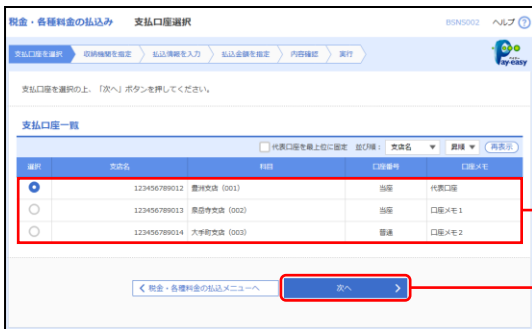 税金・各種料金の払込み 支払口座選択 BSNS002 ヘルプ ?
支払口座を選択 収納機関を指定 払込情報を入力 払込金額を指定 内容確認 実行
Pay-easy
支払口座を選択の上、「次へ」ボタンを押してください。
支払口座一覧
代表口座を最上位に固定 並び順： 支店名 ▼ 昇順 ▼ 再表示
選択 支店名 科目 口座番号 口座メモ
123456789012 豊洲支店（001） 当座 代表口座
123456789013 泉岳寺支店（002） 当座 口座メモ1
123456789014 大手町支店（003） 普通 口座メモ2
税金・各種料金の払込メニューへ 次へ